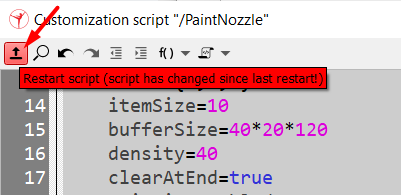 Customization script "/PaintNozzle"
f()
Restart script (script has changed since last restart!)
14 itemSize=10
15 bufferSize=40*20*120
16 density=40
17 clearAtEnd=true